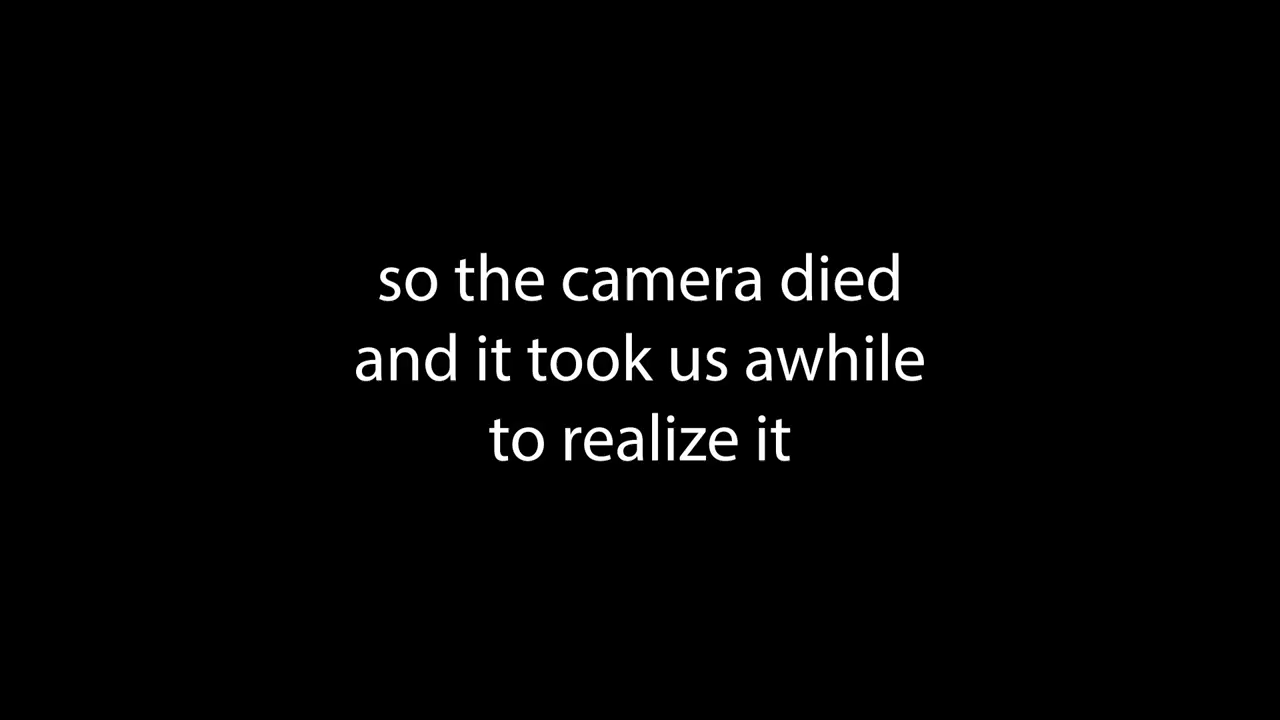 so the camera died
and it took us awhile
to realize it